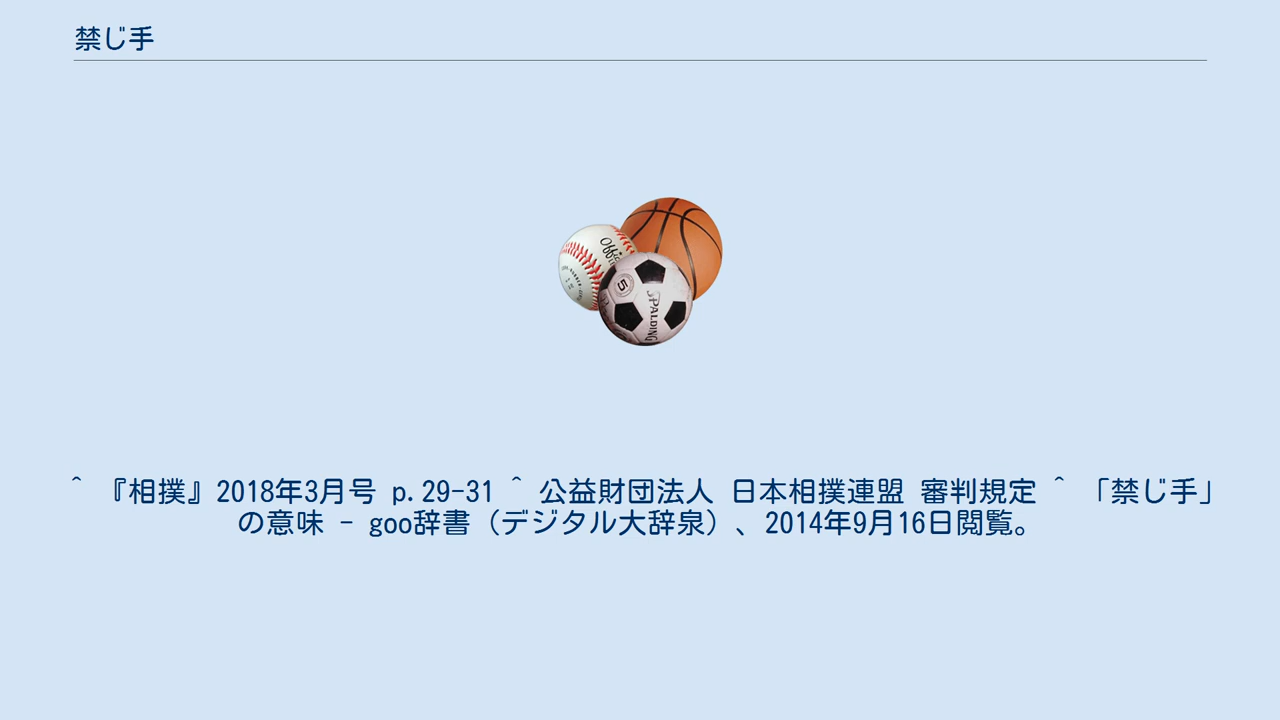 禁じ手
Offic
5
SPALDING
^ 『相撲』2018年3月号 p.29-31 ^ 公益財団法人 日本相撲連盟 審判規定 ^ 「禁じ手」
の意味 - goo辞書（デジタル大辞泉）、2014年9月16日閲覧。